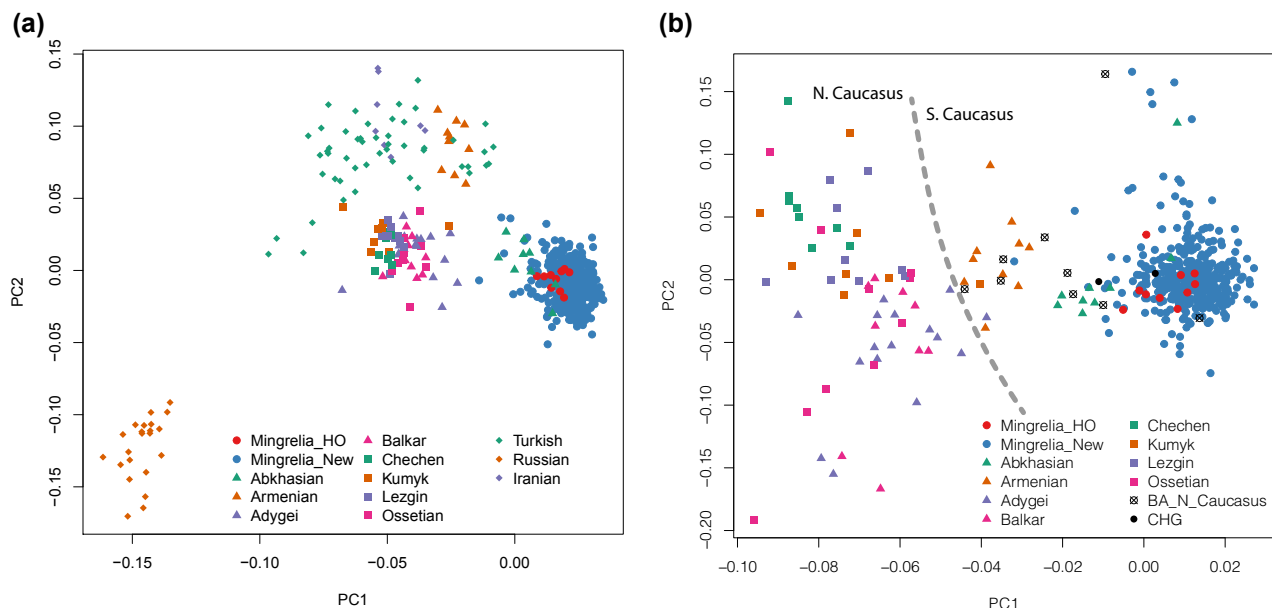 (a)
0.15
0.10
0.05
0.00
−0.05
−0.10
−0.15
PC2
Mingrelia_HO
Mingrelia_New
Abkhasian
Armenian
Adygei
Balkar
Chechen
Kumyk
Lezgin
Ossetian
Turkish
Russian
Iranian
−0.15
−0.10
−0.05
0.00
PC1
(b)
0.15
0.10
0.05
0.00
−0.05
−0.10
−0.15
−0.20
PC2
N. Caucasus
S. Caucasus
Mingrelia_HO
Mingrelia_New
Abkhasian
Armenian
Adygei
Balkar
Chechen
Kumyk
Lezgin
Ossetian
BA_N_Caucasus
CHG
−0.10
−0.08
−0.06
−0.04
−0.02
0.00
0.02
PC1